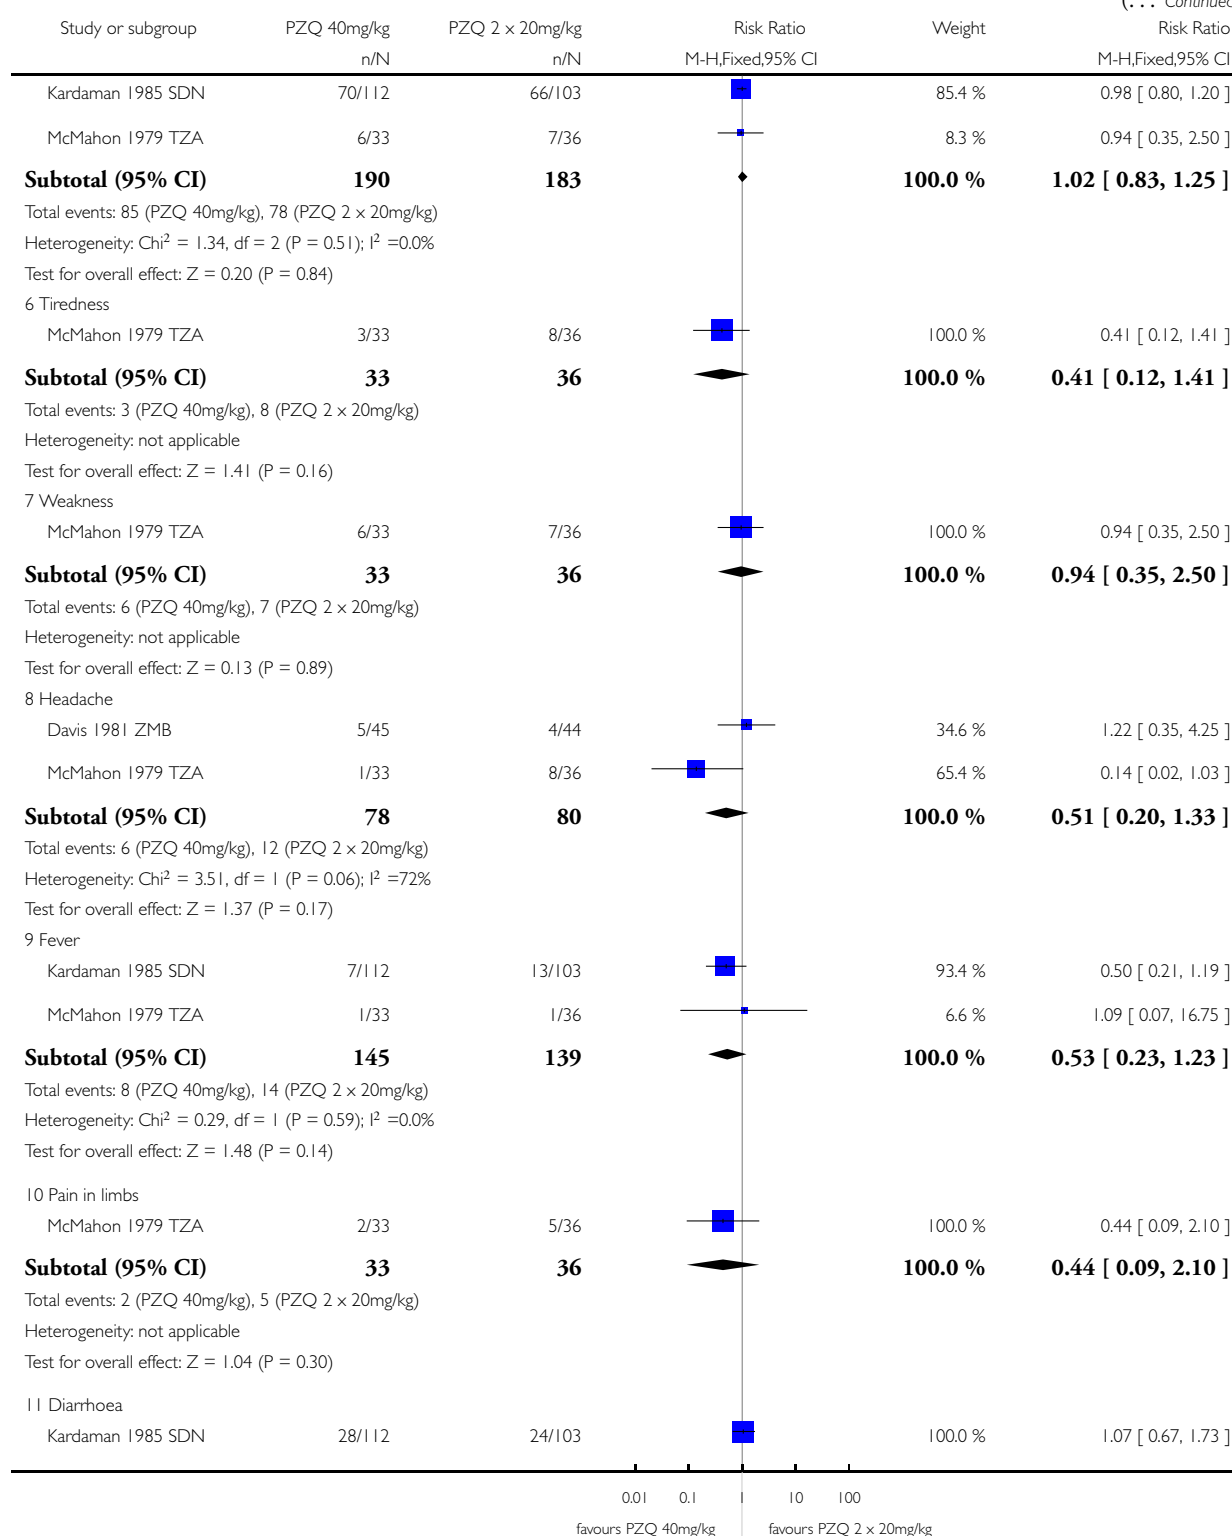 (... Continued
Study or subgroup PZQ 40mg/kg PZQ 2 x 20mg/kg Risk Ratio Weight Risk Ratio
n/N n/N M-H,Fixed,95% CI M-H,Fixed,95% CI
Kardaman 1985 SDN 70/112 66/103 85.4 % 0.98 [ 0.80, 1.20 ]
McMahon 1979 TZA 6/33 7/36 8.3 % 0.94 [ 0.35, 2.50 ]
Subtotal (95% CI) 190 183 100.0 % 1.02 [ 0.83, 1.25 ]
Total events: 85 (PZQ 40mg/kg), 78 (PZQ 2 x 20mg/kg)
Heterogeneity: Chi² = 1.34, df = 2 (P = 0.51); I² =0.0%
Test for overall effect: Z = 0.20 (P = 0.84)
6 Tiredness
McMahon 1979 TZA 3/33 8/36 100.0 % 0.41 [ 0.12, 1.41 ]
Subtotal (95% CI) 33 36 100.0 % 0.41 [ 0.12, 1.41 ]
Total events: 3 (PZQ 40mg/kg), 8 (PZQ 2 x 20mg/kg)
Heterogeneity: not applicable
Test for overall effect: Z = 1.41 (P = 0.16)
7 Weakness
McMahon 1979 TZA 6/33 7/36 100.0 % 0.94 [ 0.35, 2.50 ]
Subtotal (95% CI) 33 36 100.0 % 0.94 [ 0.35, 2.50 ]
Total events: 6 (PZQ 40mg/kg), 7 (PZQ 2 x 20mg/kg)
Heterogeneity: not applicable
Test for overall effect: Z = 0.13 (P = 0.89)
8 Headache
Davis 1981 ZMB 5/45 4/44 34.6 % 1.22 [ 0.35, 4.25 ]
McMahon 1979 TZA 1/33 8/36 65.4 % 0.14 [ 0.02, 1.03 ]
Subtotal (95% CI) 78 80 100.0 % 0.51 [ 0.20, 1.33 ]
Total events: 6 (PZQ 40mg/kg), 12 (PZQ 2 x 20mg/kg)
Heterogeneity: Chi² = 3.51, df = 1 (P = 0.06); I² =72%
Test for overall effect: Z = 1.37 (P = 0.17)
9 Fever
Kardaman 1985 SDN 7/112 13/103 93.4 % 0.50 [ 0.21, 1.19 ]
McMahon 1979 TZA 1/33 1/36 6.6 % 1.09 [ 0.07, 16.75 ]
Subtotal (95% CI) 145 139 100.0 % 0.53 [ 0.23, 1.23 ]
Total events: 8 (PZQ 40mg/kg), 14 (PZQ 2 x 20mg/kg)
Heterogeneity: Chi² = 0.29, df = 1 (P = 0.59); I² =0.0%
Test for overall effect: Z = 1.48 (P = 0.14)
10 Pain in limbs
McMahon 1979 TZA 2/33 5/36 100.0 % 0.44 [ 0.09, 2.10 ]
Subtotal (95% CI) 33 36 100.0 % 0.44 [ 0.09, 2.10 ]
Total events: 2 (PZQ 40mg/kg), 5 (PZQ 2 x 20mg/kg)
Heterogeneity: not applicable
Test for overall effect: Z = 1.04 (P = 0.30)
11 Diarrhoea
Kardaman 1985 SDN 28/112 24/103 100.0 % 1.07 [ 0.67, 1.73 ]
0.01 0.1 1 10 100
favours PZQ 40mg/kg favours PZQ 2 x 20mg/kg